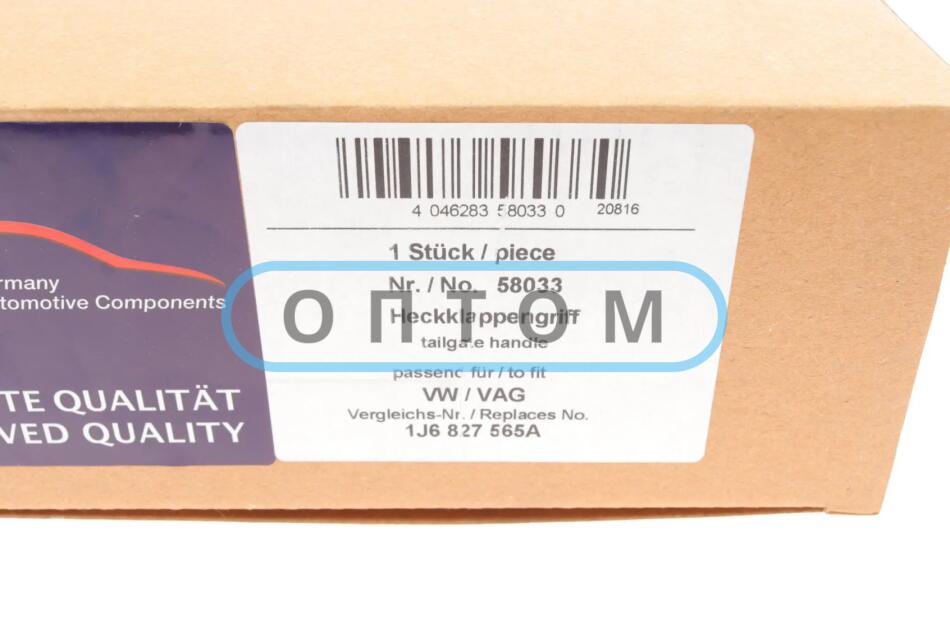 rmany
tomotive Components
TE QUALITÄT
VED QUALITY
4 046283 58033 0 20816
1 Stück / piece
Nr. / No. 58033
Heckklappengriff
tailgate handle
passend für / to fit
VW / VAG
Vergleichs-Nr. / Replaces No.
1J6 827 565A
ОПТОМ